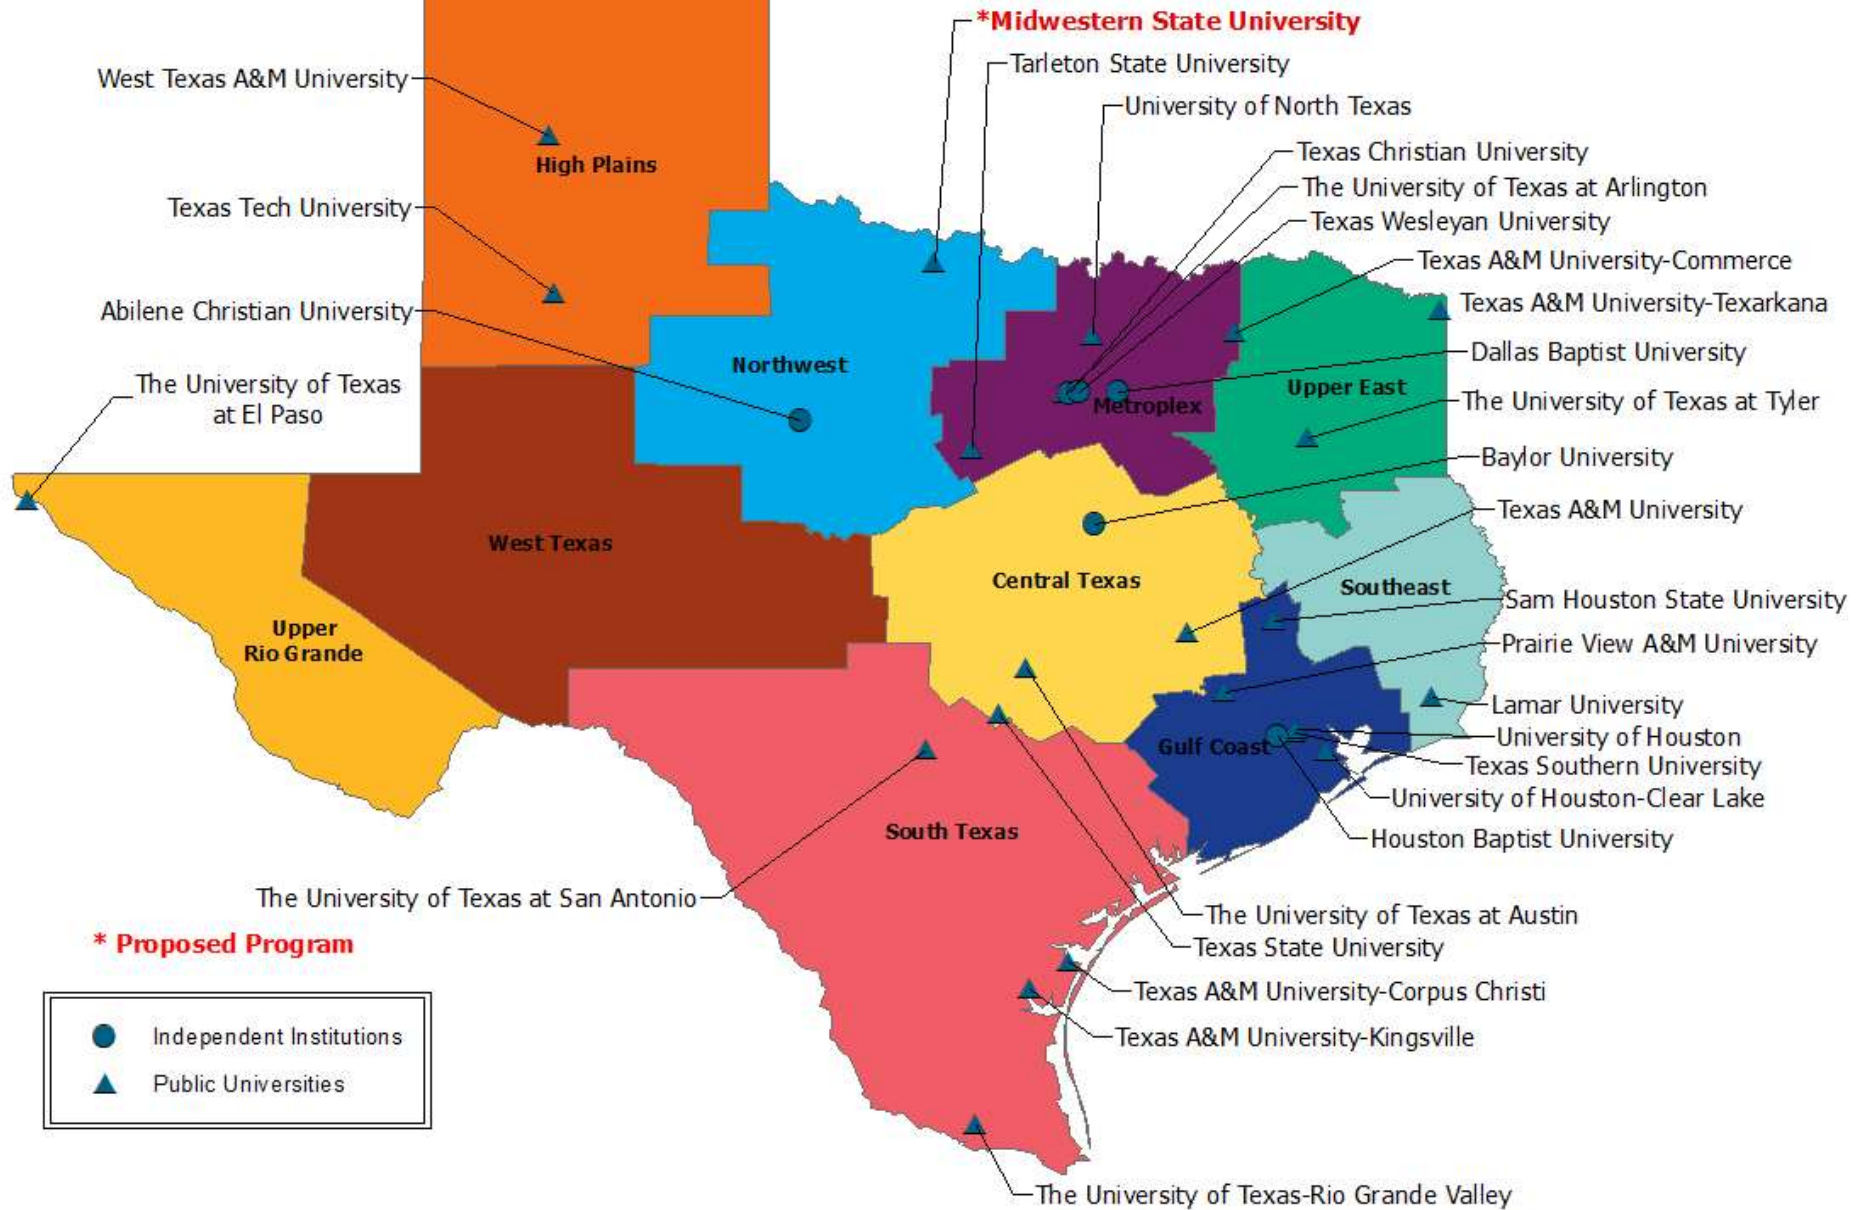 *Midwestern State University
Tarleton State University
West Texas A&M University
University of North Texas
High Plains
Texas Christian University
The University of Texas at Arlington
Texas Tech University
Texas Wesleyan University
Texas A&M University-Commerce
Abilene Christian University
Texas A&M University-Texarkana
Dallas Baptist University
Northwest
The University of Texas
at El Paso
Upper East
Metroplex
The University of Texas at Tyler
Baylor University
Texas A&M University
West Texas
Central Texas
Southeast
Sam Houston State University
Upper
Rio Grande
Prairie View A&M University
Lamar University
University of Houston
Gulf Coast
Texas Southern University
University of Houston-Clear Lake
South Texas
Houston Baptist University
The University of Texas at San Antonio
The University of Texas at Austin
* Proposed Program
Texas State University
Texas A&M University-Corpus Christi
Independent Institutions
Texas A&M University-Kingsville
Public Universities
The University of Texas-Rio Grande Valley